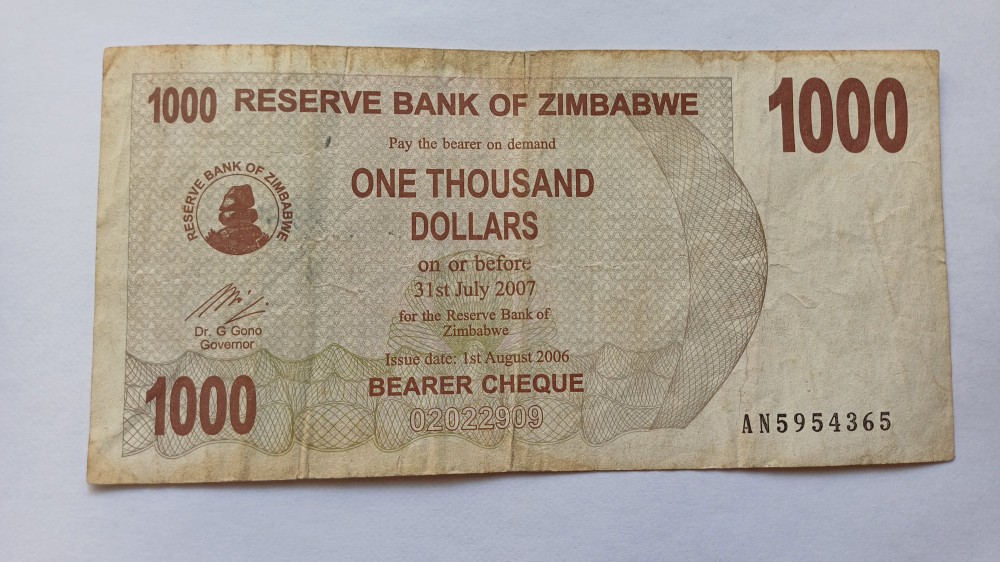 1000 RESERVE BANK OF ZIMBABWE 1000
Pay the bearer on demand
ONE THOUSAND
DOLLARS
RESERVE BANK OF ZIMBABWE
on or before
31st July 2007
for the Reserve Bank of
Zimbabwe
Dr. G Gono
Governor
Issue date: 1st August 2006
1000 BEARER CHEQUE
02022909
AN5954365